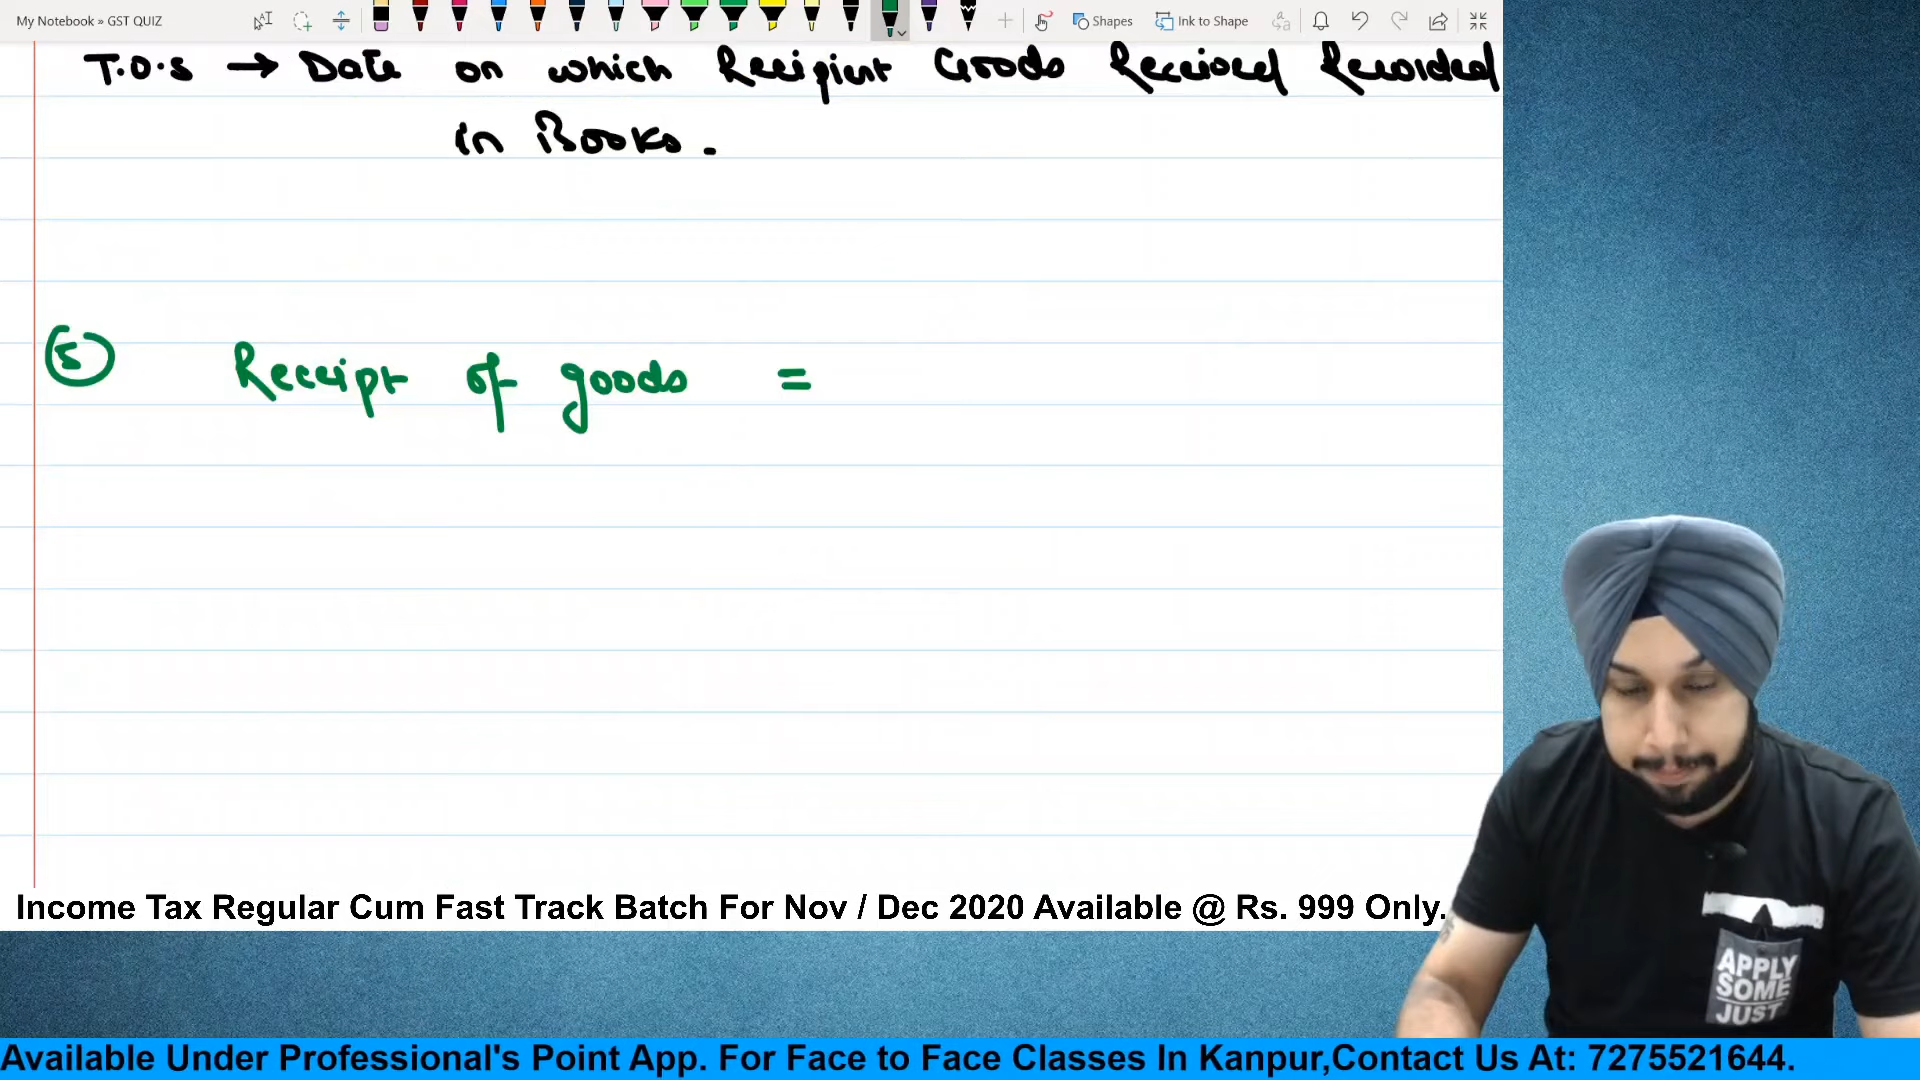 My Notebook » GST QUIZ
Shapes
Ink to Shape
T.O.S → Date on which Recipient Goods Received Recorded
in Books.
5 Receipt of goods =
Income Tax Regular Cum Fast Track Batch For Nov / Dec 2020 Available @ Rs. 999 Only.
APPLY
SOME
JUST
Available Under Professional's Point App. For Face to Face Classes In Kanpur,Contact Us At: 7275521644.